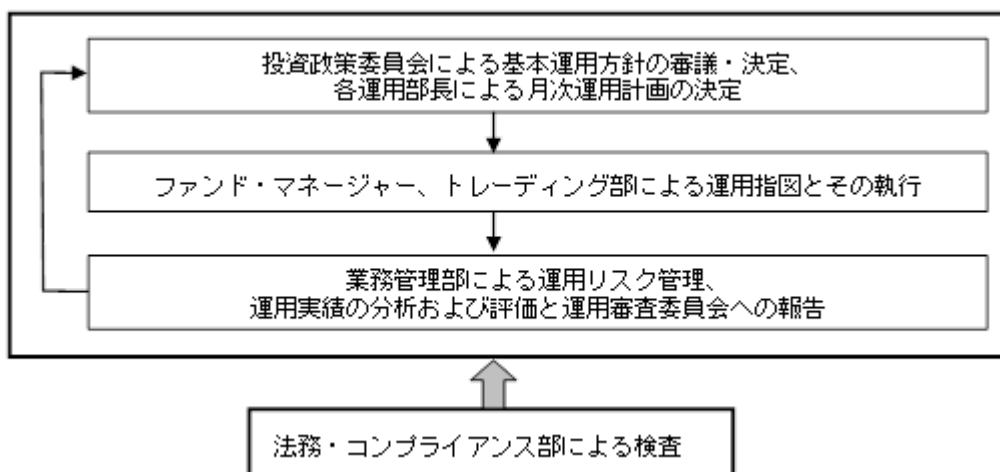 投資政策委員会による基本運用方針の審議・決定、
各運用部長による月次運用計画の決定
ファンド・マネージャー、トレーディング部による運用指図とその執行
業務管理部による運用リスク管理、
運用実績の分析および評価と運用審査委員会への報告
法務・コンプライアンス部による検査